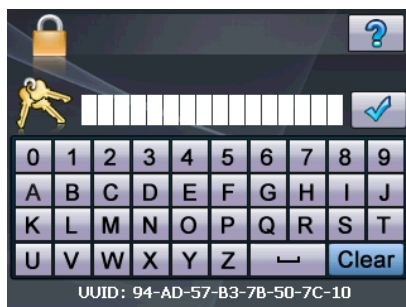 ?
0 1 2 3 4 5 6 7 8 9
A B C D E F G H I J
K L M N O P Q R S T
U V W X Y Z Clear
UUID: 94-AD-57-B3-7B-50-7C-10